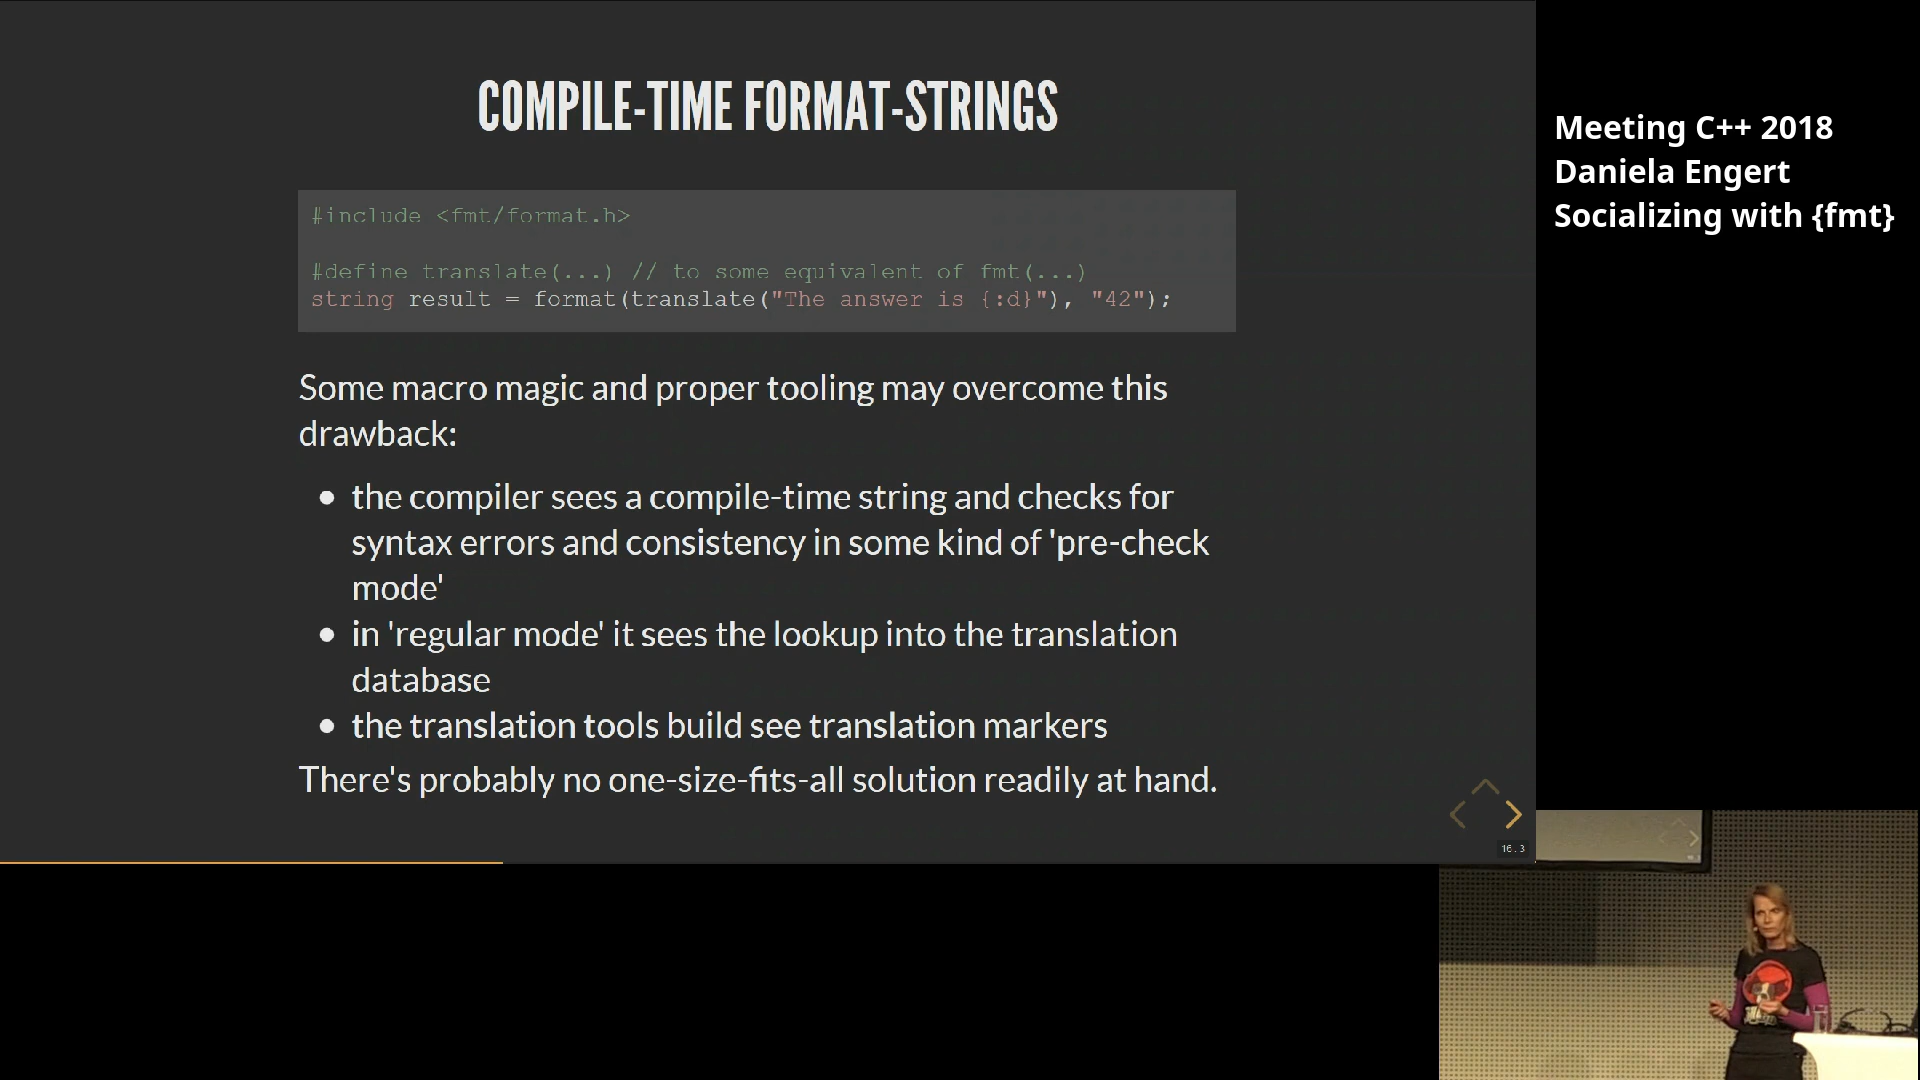 COMPILE-TIME FORMAT-STRINGS
#include <fmt/format.h>
#define translate(...) // to some equivalent of fmt(...)
string result = format(translate("The answer is {:d}"), "42");
Some macro magic and proper tooling may overcome this
drawback:
the compiler sees a compile-time string and checks for
syntax errors and consistency in some kind of 'pre-check
mode'
in 'regular mode' it sees the lookup into the translation
database
the translation tools build see translation markers
There's probably no one-size-fits-all solution readily at hand.
16.3
Meeting C++ 2018
Daniela Engert
Socializing with {fmt}